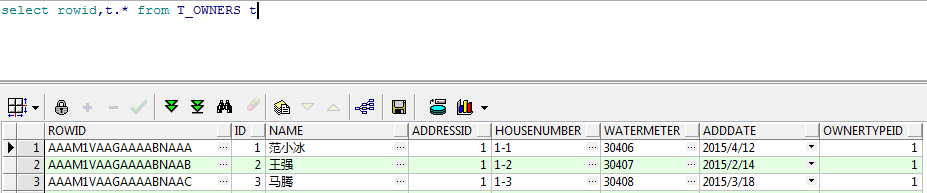 select rowid,t.* from T_OWNERS t
ROWID ID NAME ADDRESSID HOUSENUMBER WATERMETER ADDDATE OWNERTYPEID
1 AAAM1VAAGAAAABNAAA 1 范小冰 1 1-1 30406 2015/4/12 1
2 AAAM1VAAGAAAABNAAB 2 王强 1 1-2 30407 2015/2/14 1
3 AAAM1VAAGAAAABNAAC 3 马腾 1 1-3 30408 2015/3/18 1